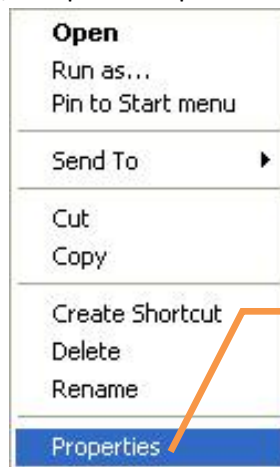 Open
Run as...
Pin to Start menu
Send To
Cut
Copy
Create Shortcut
Delete
Rename
Properties